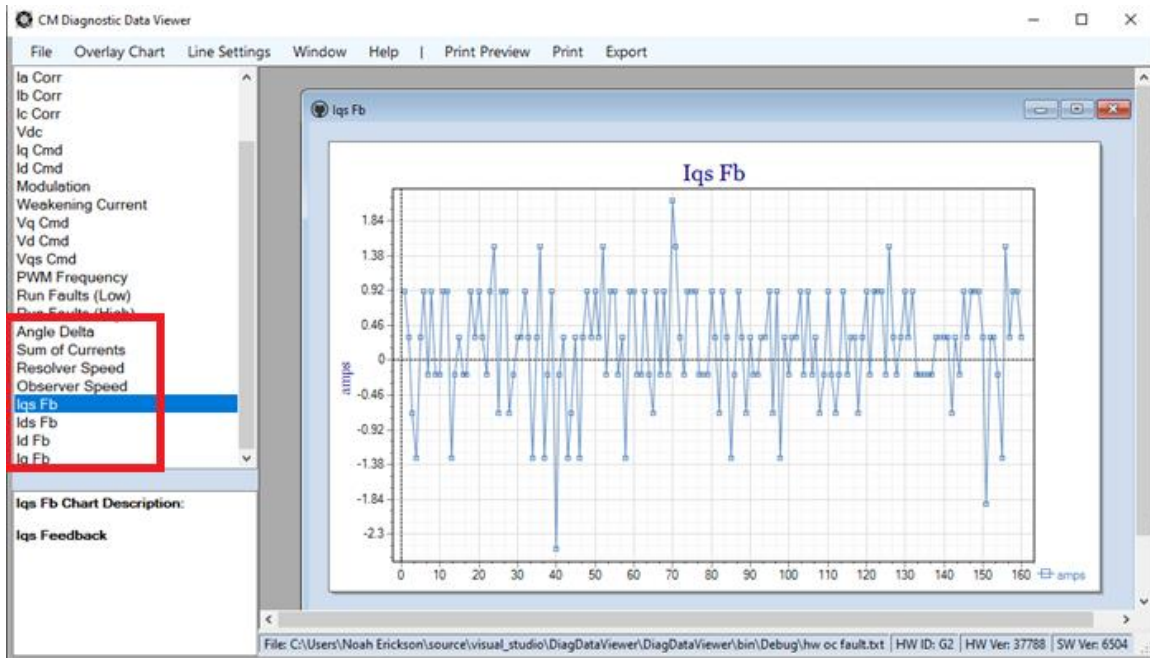 CM Diagnostic Data Viewer
File Overlay Chart Line Settings Window Help | Print Preview Print Export
Ia Corr
Ib Corr
Ic Corr
Vdc
Iq Cmd
Id Cmd
Modulation
Weakening Current
Vq Cmd
Vd Cmd
Vqs Cmd
PWM Frequency
Run Faults (Low)
Run Faults (High)
Angle Delta
Sum of Currents
Resolver Speed
Observer Speed
Iqs Fb
Ids Fb
Id Fb
Iq Fb
Iqs Fb Chart Description:
Iqs Feedback
Iqs Fb
Iqs Fb
1.84
1.38
0.92
0.46
0
-0.46
-0.92
-1.38
-1.84
-2.3
amps
0 10 20 30 40 50 60 70 80 90 100 110 120 130 140 150 160
amps
File: C:\Users\Noah Erickson\source\visual_studio\DiagDataViewer\DiagDataViewer\bin\Debug\hw oc fault.txt HW ID: G2 HW Ver: 37788 SW Ver: 6504